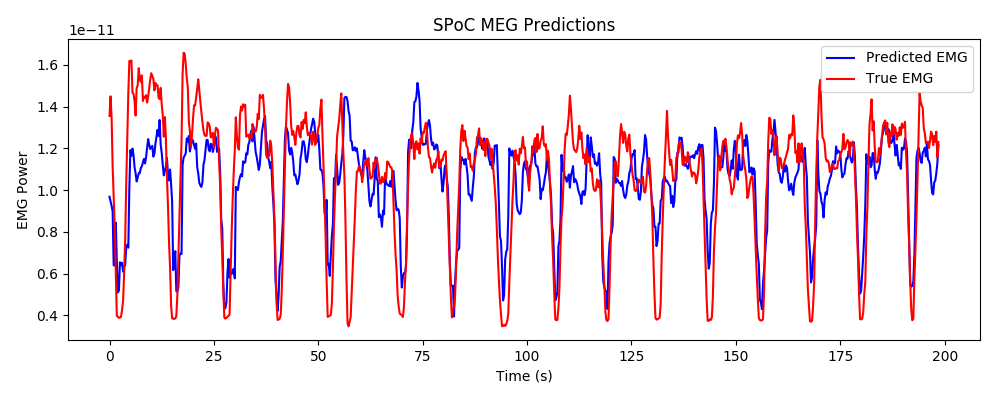 SPoC MEG Predictions
1e−11
Predicted EMG
True EMG
1.6
1.4
1.2
1.0
0.8
0.6
0.4
EMG Power
0 25 50 75 100 125 150 175 200
Time (s)